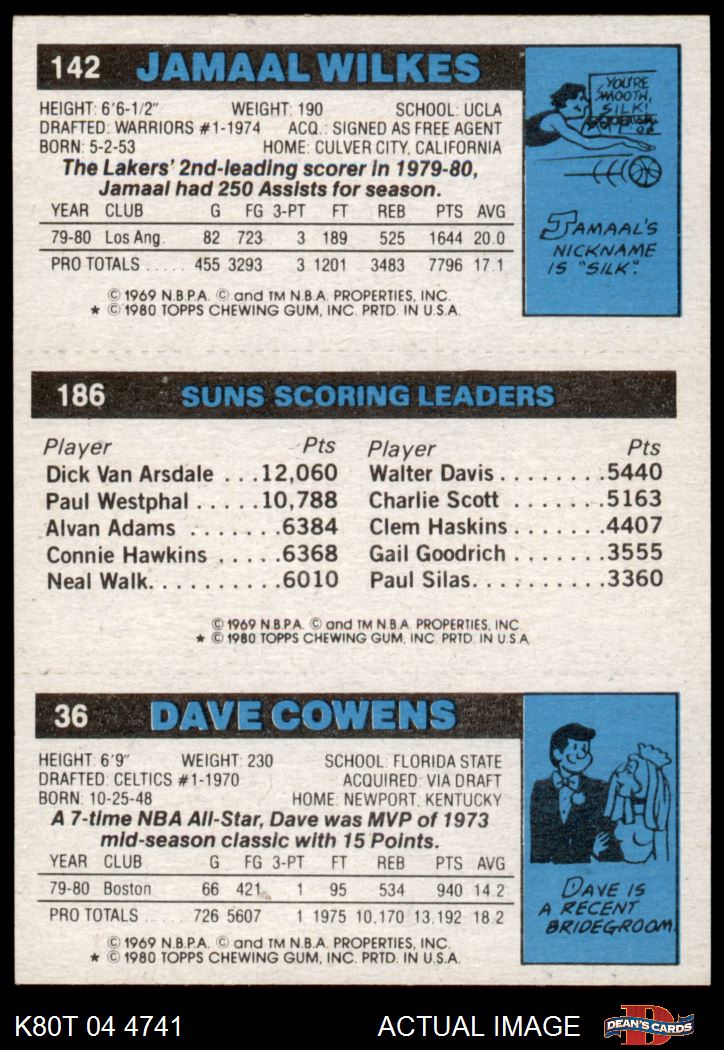 142 JAMAAL WILKES
HEIGHT: 6'6-1/2" WEIGHT: 190 SCHOOL: UCLA
DRAFTED: WARRIORS #1-1974 ACQ.: SIGNED AS FREE AGENT
BORN: 5-2-53 HOME: CULVER CITY, CALIFORNIA
The Lakers' 2nd-leading scorer in 1979-80,
Jamaal had 250 Assists for season.
YEAR CLUB G FG 3-PT FT REB PTS AVG
79-80 Los Ang. 82 723 3 189 525 1644 20.0
PRO TOTALS ..... 455 3293 3 1201 3483 7796 17.1
© 1969 N.B.P.A. © and TM N.B.A. PROPERTIES, INC.
* © 1980 TOPPS CHEWING GUM, INC. PRTD. IN U.S.A.
YOU'RE
SMOOTH,
SILK!
JAMAAL'S
NICKNAME
IS "SILK".
186 SUNS SCORING LEADERS
Player Pts Player Pts
Dick Van Arsdale ...12,060 Walter Davis........5440
Paul Westphal .....10,788 Charlie Scott .......5163
Alvan Adams .......6384 Clem Haskins.......4407
Connie Hawkins .....6368 Gail Goodrich.......3555
Neal Walk..........6010 Paul Silas..........3360
© 1969 N.B.P.A. © and TM N.B.A. PROPERTIES, INC.
* © 1980 TOPPS CHEWING GUM, INC. PRTD. IN U.S.A.
36 DAVE COWENS
HEIGHT: 6'9" WEIGHT: 230 SCHOOL: FLORIDA STATE
DRAFTED: CELTICS #1-1970 ACQUIRED: VIA DRAFT
BORN: 10-25-48 HOME: NEWPORT, KENTUCKY
A 7-time NBA All-Star, Dave was MVP of 1973
mid-season classic with 15 Points.
YEAR CLUB G FG 3-PT FT REB PTS AVG
79-80 Boston 66 421 1 95 534 940 14.2
PRO TOTALS ..... 726 5607 1 1975 10,170 13,192 18.2
© 1969 N.B.P.A. © and TM N.B.A. PROPERTIES, INC.
* © 1980 TOPPS CHEWING GUM, INC. PRTD. IN U.S.A.
DAVE IS
A RECENT
BRIDEGROOM.
K80T 04 4741 ACTUAL IMAGE DEAN'S CARDS